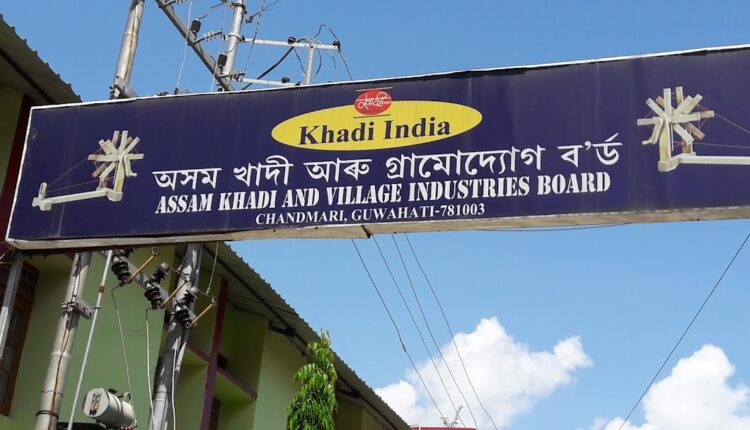 Khadi India
অসম খাদী আৰু গ্ৰামোদ্যোগ ব'ৰ্ড
ASSAM KHADI AND VILLAGE INDUSTRIES BOARD
CHANDMARI, GUWAHATI-781003